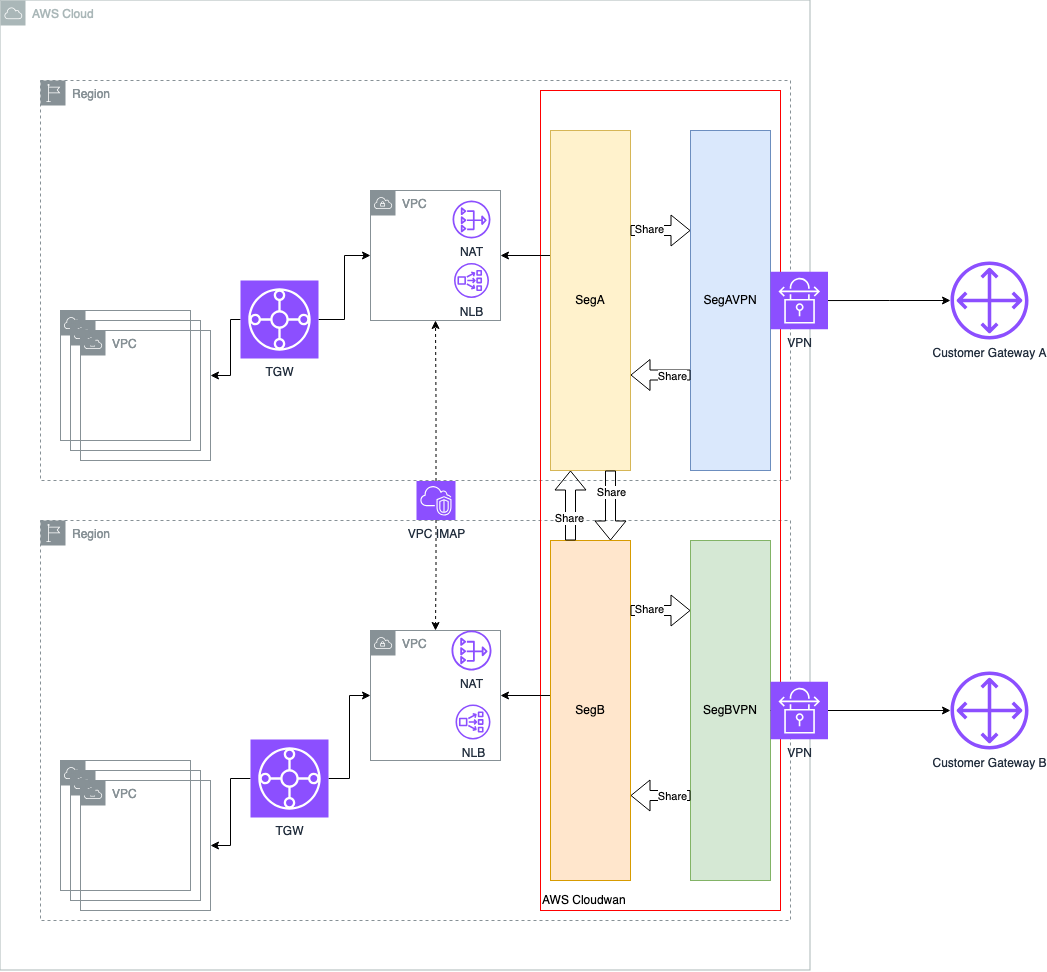 AWS Cloud
Region
VPC
NAT
NLB
SegA
Share
SegAVPN
Share
VPN
Customer Gateway A
VPC
TGW
Share
Share
VPC IMAP
Region
VPC
NAT
NLB
SegB
Share
SegBVPN
Share
VPN
Customer Gateway B
VPC
TGW
AWS Cloudwan